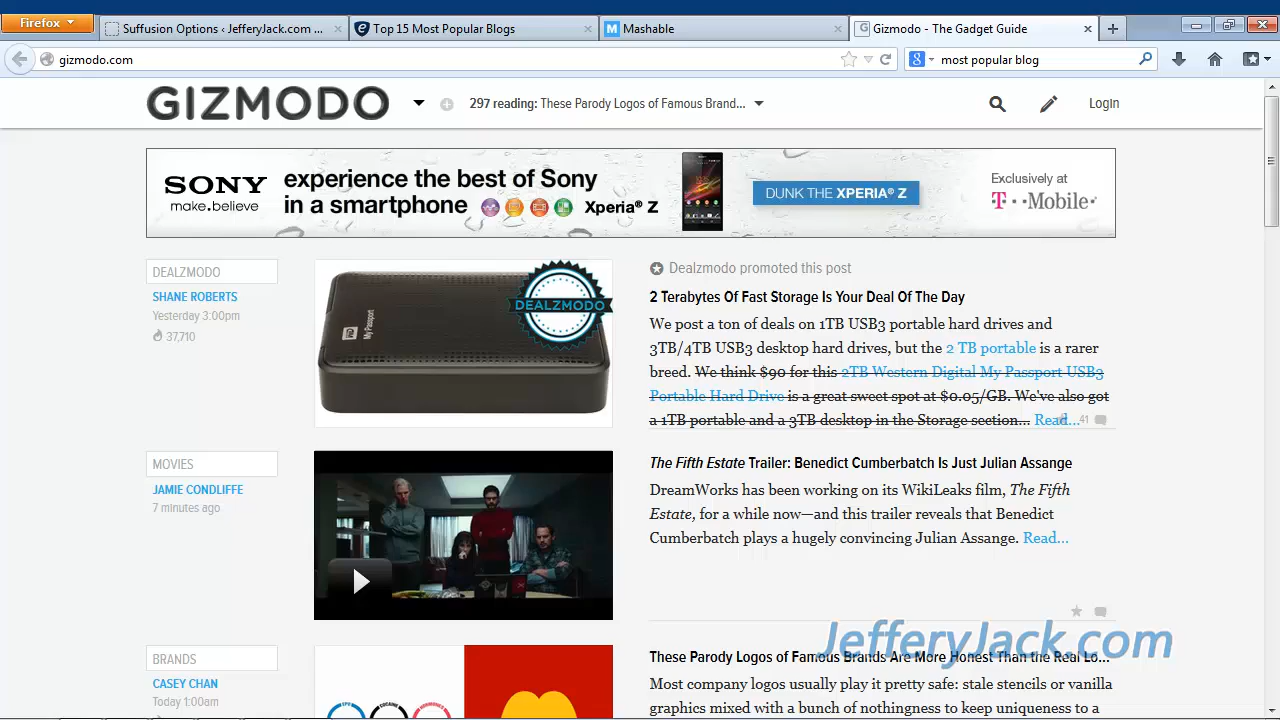 Firefox
Suffusion Options ‹ JefferyJack.com ...
Top 15 Most Popular Blogs
Mashable
Gizmodo - The Gadget Guide
gizmodo.com
most popular blog
GIZMODO
297 reading: These Parody Logos of Famous Brand...
Login
SONY
make.believe
experience the best of Sony
in a smartphone
Xperia® Z
DUNK THE XPERIA® Z
Exclusively at
T··Mobile·
DEALZMODO
SHANE ROBERTS
Yesterday 3:00pm
37,710
WD
My Passport
DEALZMODO
Dealzmodo promoted this post
2 Terabytes Of Fast Storage Is Your Deal Of The Day
We post a ton of deals on 1TB USB3 portable hard drives and
3TB/4TB USB3 desktop hard drives, but the 2 TB portable is a rarer
breed. We think $90 for this 2TB Western Digital My Passport USB3
Portable Hard Drive is a great sweet spot at $0.05/GB. We've also got
a 1TB portable and a 3TB desktop in the Storage section... Read...
41
MOVIES
JAMIE CONDLIFFE
7 minutes ago
The Fifth Estate Trailer: Benedict Cumberbatch Is Just Julian Assange
DreamWorks has been working on its WikiLeaks film, The Fifth
Estate, for a while now—and this trailer reveals that Benedict
Cumberbatch plays a hugely convincing Julian Assange. Read...
JefferyJack.com
BRANDS
CASEY CHAN
Today 1:00am
EPO
COCAINE
HORMONES
These Parody Logos of Famous Brands Are More Honest Than the Real Lo...
Most company logos usually play it pretty safe: stale stencils or vanilla
graphics mixed with a bunch of nothingness to keep uniqueness to a